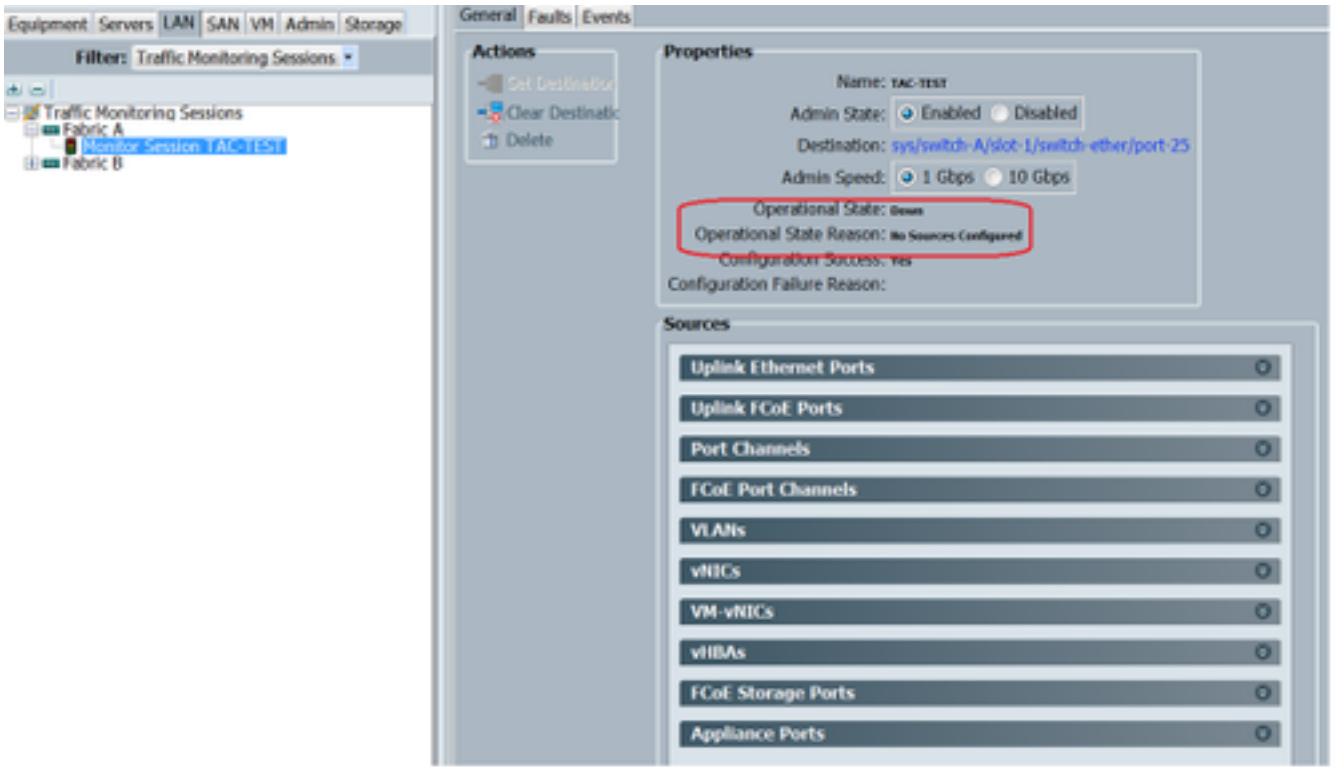 Equipment Servers LAN SAN VM Admin Storage
Filter: Traffic Monitoring Sessions
Traffic Monitoring Sessions
Fabric A
Monitor Session TAC-TEST
Fabric B
General Faults Events
Actions
Set Destination
Clear Destinatic
Delete
Properties
Name: TAC-TEST
Admin State: Enabled Disabled
Destination: sys/switch-A/slot-1/switch-ether/port-25
Admin Speed: 1 Gbps 10 Gbps
Operational State: Down
Operational State Reason: No Sources Configured
Configuration Success: Yes
Configuration Failure Reason:
Sources
Uplink Ethernet Ports
Uplink FCoE Ports
Port Channels
FCoE Port Channels
VLANs
vNICs
VM-vNICs
vHBAs
FCoE Storage Ports
Appliance Ports